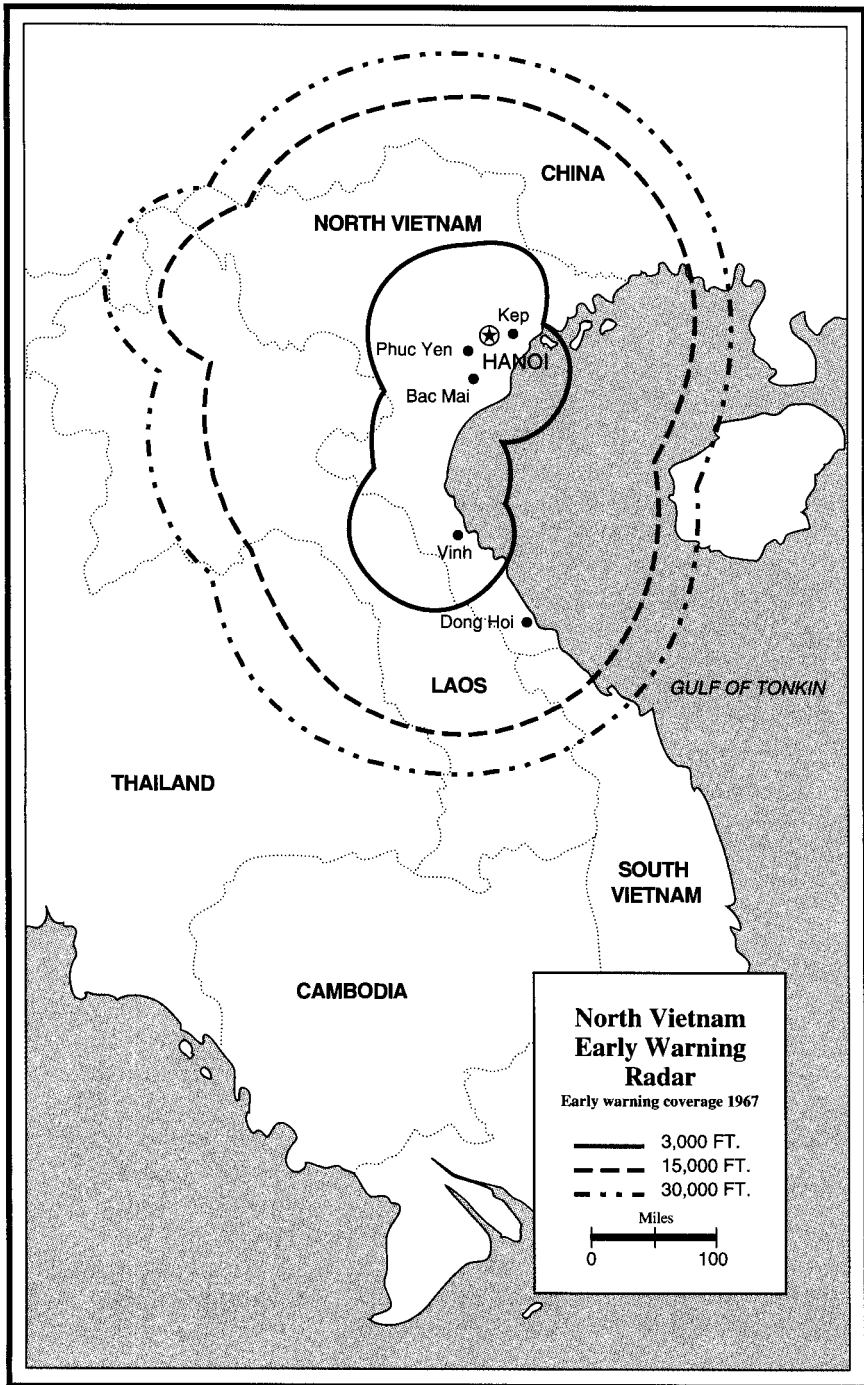 CHINA
NORTH VIETNAM
Kep
Phuc Yen
HANOI
Bac Mai
Vinh
Dong Hoi
LAOS
GULF OF TONKIN
THAILAND
SOUTH
VIETNAM
CAMBODIA
North Vietnam
Early Warning
Radar
Early warning coverage 1967
3,000 FT.
15,000 FT.
30,000 FT.
Miles
0 100